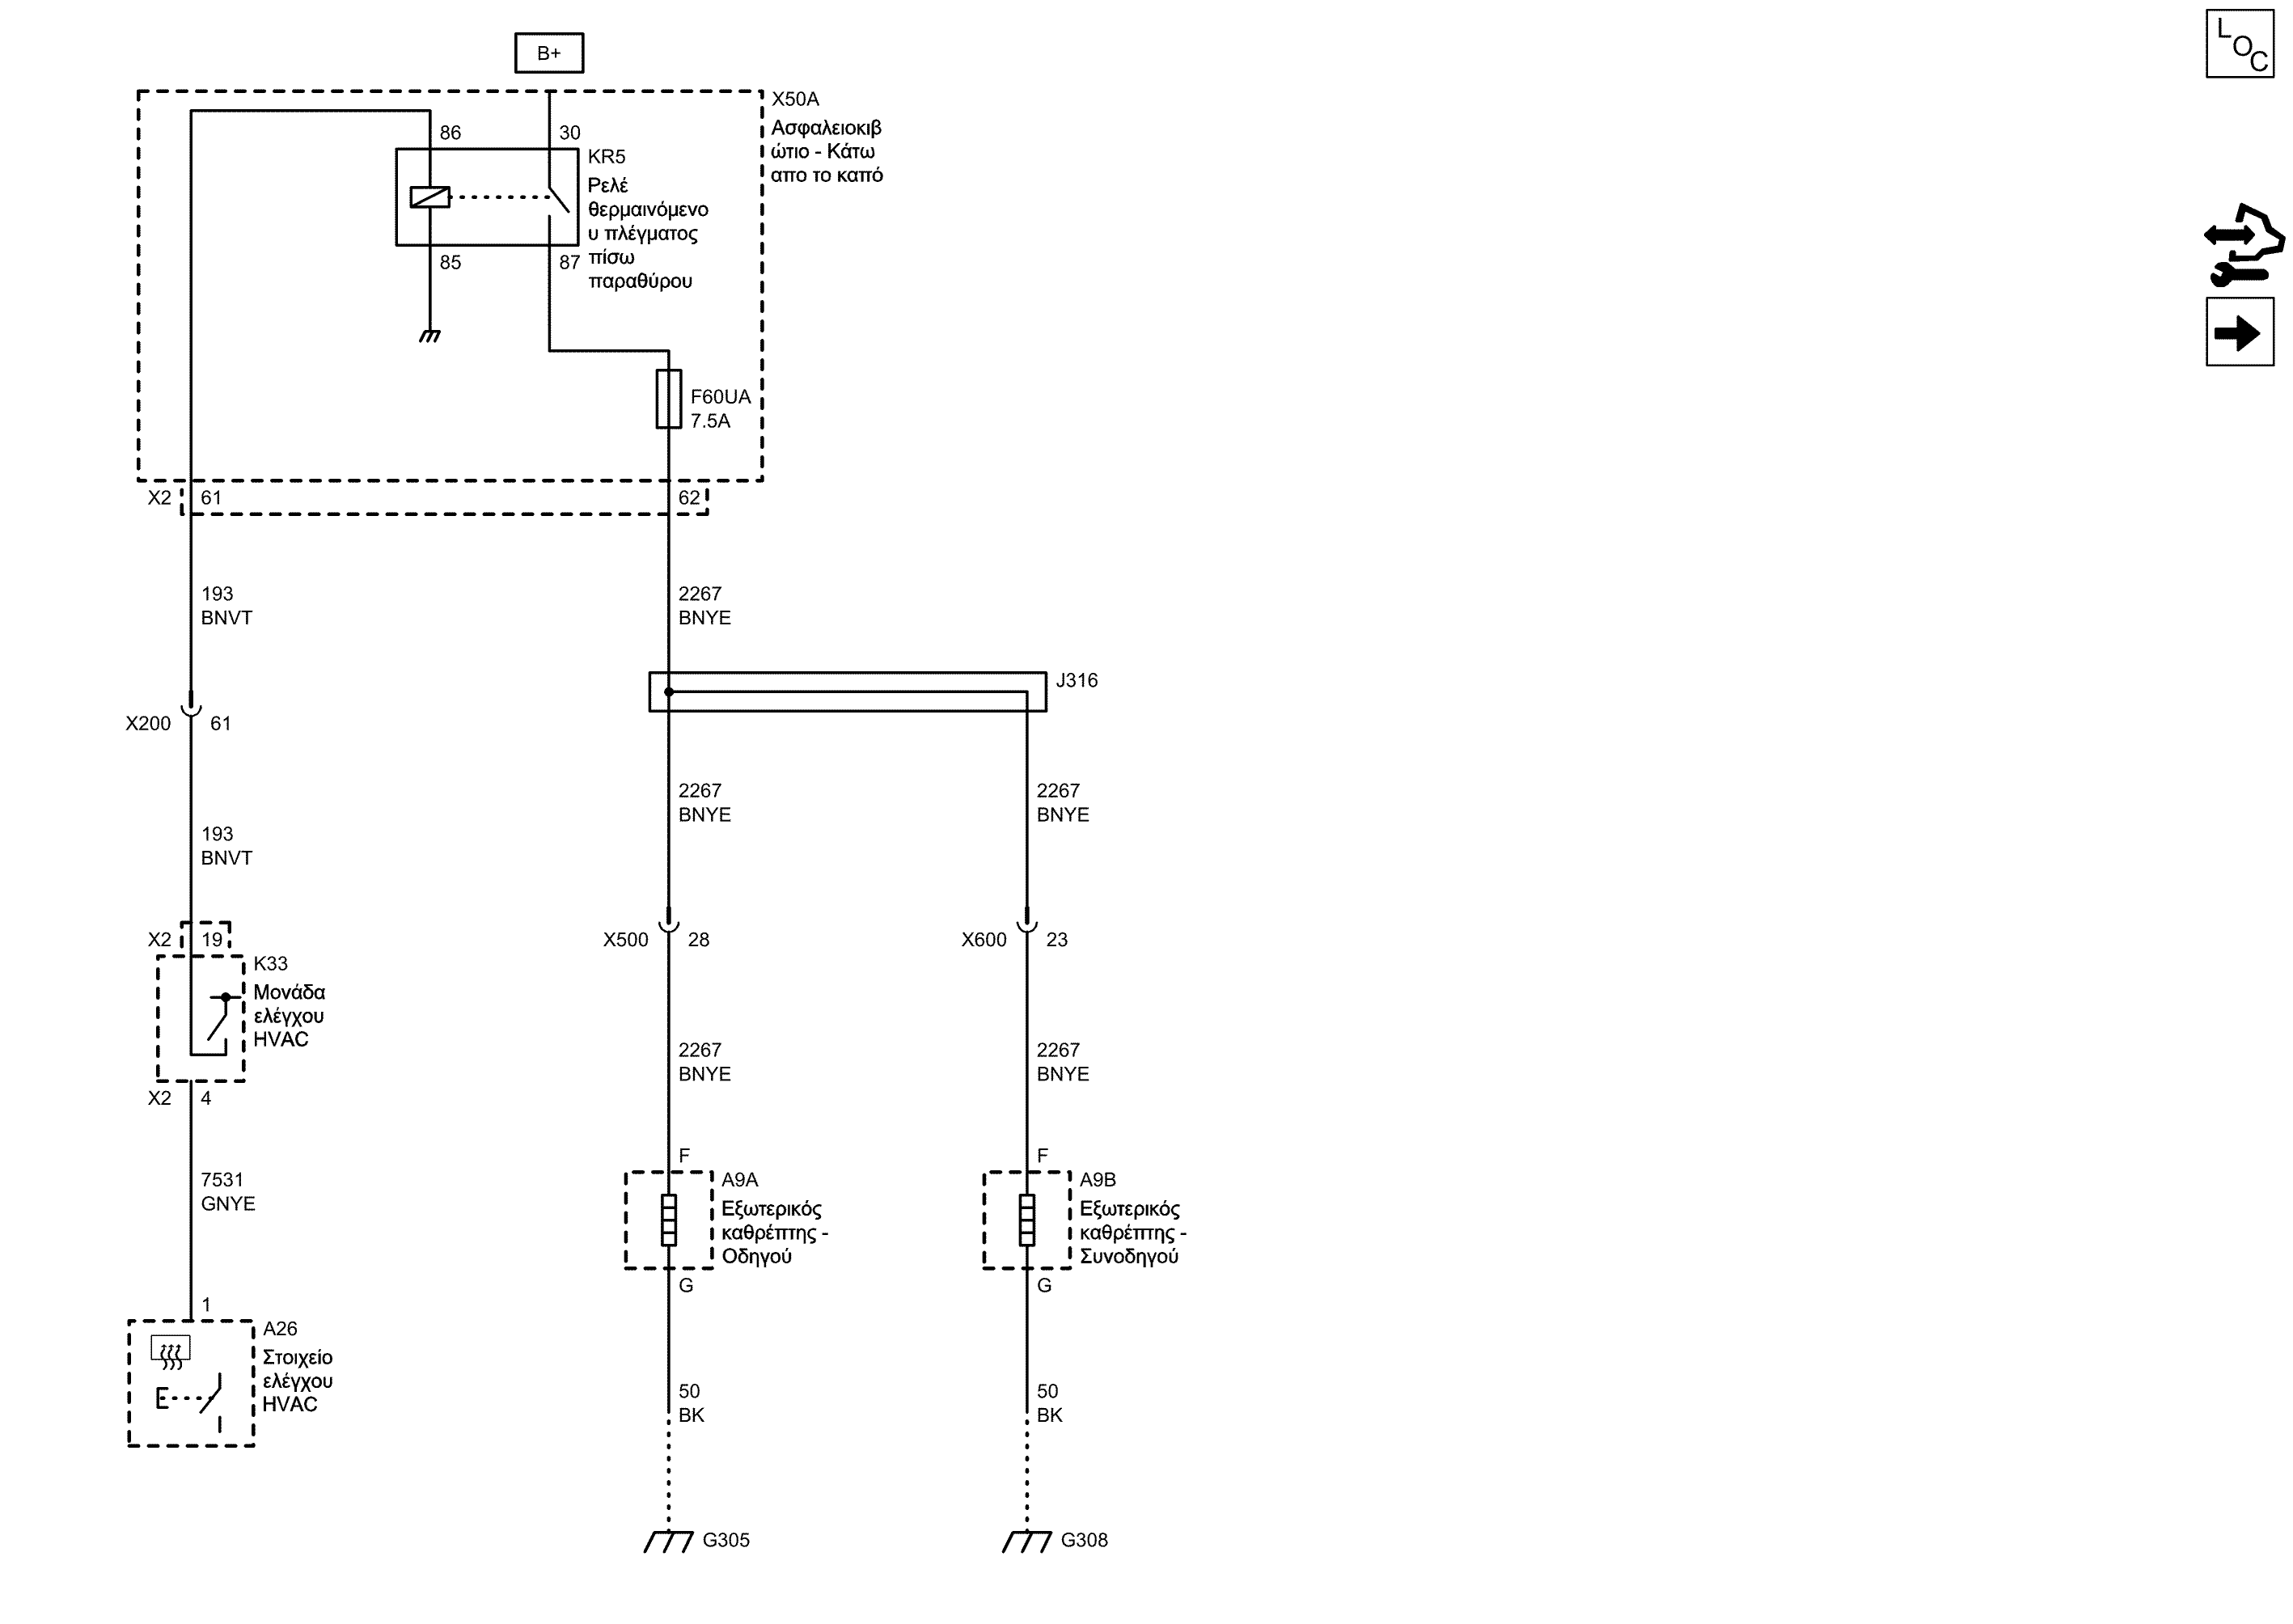 B+
LOC
X50A
Ασφαλειοκιβ
ώτιο - Κάτω
απο το καπό
86
30
KR5
Ρελέ
θερμαινόμενο
υ πλέγματος
πίσω
παραθύρου
85
87
F60UA
7.5A
X2
61
62
193
BNVT
2267
BNYE
J316
X200
61
2267
BNYE
2267
BNYE
193
BNVT
X2
19
X500
28
X600
23
K33
Μονάδα
ελέγχου
HVAC
2267
BNYE
2267
BNYE
X2
4
F
F
7531
GNYE
A9A
Εξωτερικός
καθρέπτης -
Οδηγού
A9B
Εξωτερικός
καθρέπτης -
Συνοδηγού
G
G
1
A26
Στοιχείο
ελέγχου
HVAC
50
BK
50
BK
G305
G308